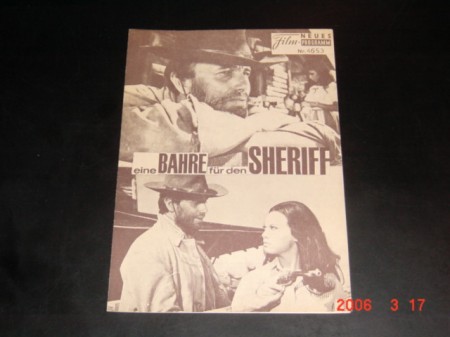 NEUES
Film-
PROGRAMM
eine BAHRE für den SHERIFF
2006 3 17